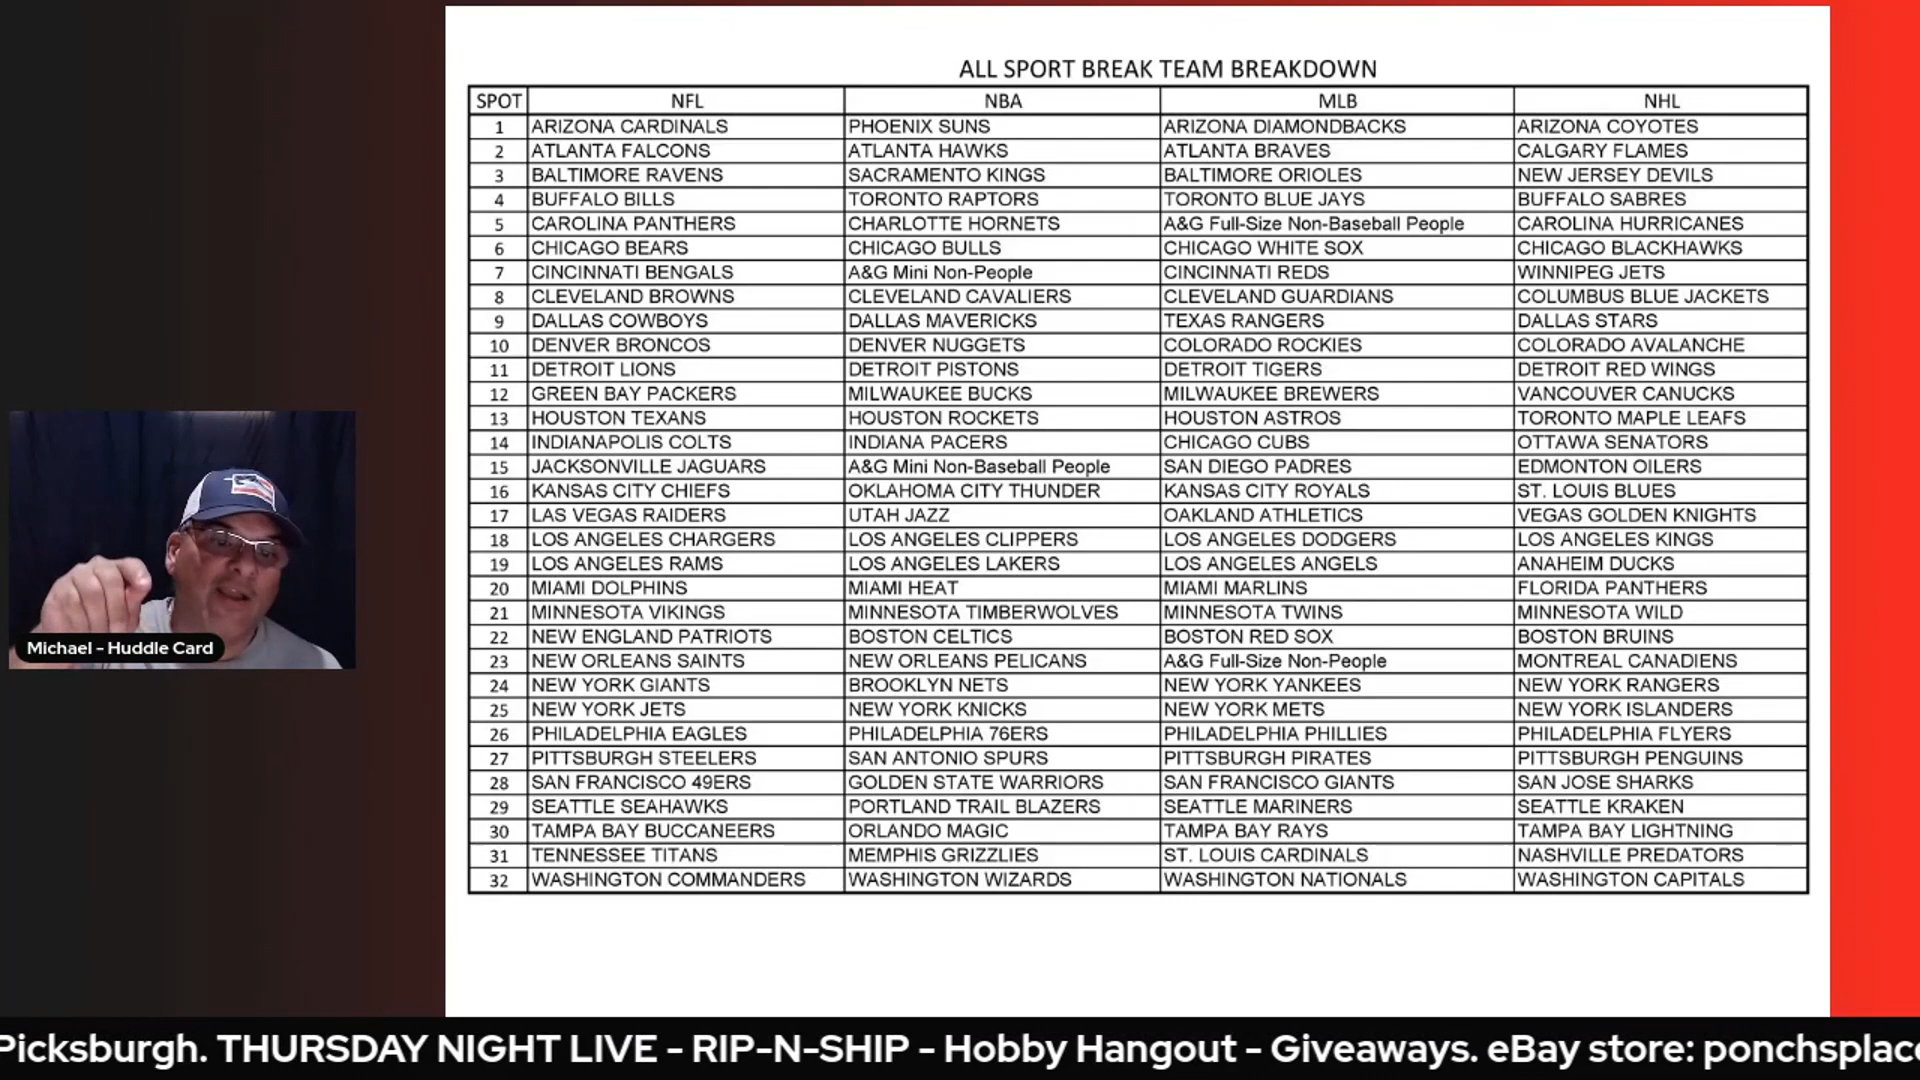 ALL SPORT BREAK TEAM BREAKDOWN
SPOT NFL NBA MLB NHL
1 ARIZONA CARDINALS PHOENIX SUNS ARIZONA DIAMONDBACKS ARIZONA COYOTES
2 ATLANTA FALCONS ATLANTA HAWKS ATLANTA BRAVES CALGARY FLAMES
3 BALTIMORE RAVENS SACRAMENTO KINGS BALTIMORE ORIOLES NEW JERSEY DEVILS
4 BUFFALO BILLS TORONTO RAPTORS TORONTO BLUE JAYS BUFFALO SABRES
5 CAROLINA PANTHERS CHARLOTTE HORNETS A&G Full-Size Non-Baseball People CAROLINA HURRICANES
6 CHICAGO BEARS CHICAGO BULLS CHICAGO WHITE SOX CHICAGO BLACKHAWKS
7 CINCINNATI BENGALS A&G Mini Non-People CINCINNATI REDS WINNIPEG JETS
8 CLEVELAND BROWNS CLEVELAND CAVALIERS CLEVELAND GUARDIANS COLUMBUS BLUE JACKETS
9 DALLAS COWBOYS DALLAS MAVERICKS TEXAS RANGERS DALLAS STARS
10 DENVER BRONCOS DENVER NUGGETS COLORADO ROCKIES COLORADO AVALANCHE
11 DETROIT LIONS DETROIT PISTONS DETROIT TIGERS DETROIT RED WINGS
12 GREEN BAY PACKERS MILWAUKEE BUCKS MILWAUKEE BREWERS VANCOUVER CANUCKS
13 HOUSTON TEXANS HOUSTON ROCKETS HOUSTON ASTROS TORONTO MAPLE LEAFS
14 INDIANAPOLIS COLTS INDIANA PACERS CHICAGO CUBS OTTAWA SENATORS
15 JACKSONVILLE JAGUARS A&G Mini Non-Baseball People SAN DIEGO PADRES EDMONTON OILERS
16 KANSAS CITY CHIEFS OKLAHOMA CITY THUNDER KANSAS CITY ROYALS ST. LOUIS BLUES
17 LAS VEGAS RAIDERS UTAH JAZZ OAKLAND ATHLETICS VEGAS GOLDEN KNIGHTS
18 LOS ANGELES CHARGERS LOS ANGELES CLIPPERS LOS ANGELES DODGERS LOS ANGELES KINGS
19 LOS ANGELES RAMS LOS ANGELES LAKERS LOS ANGELES ANGELS ANAHEIM DUCKS
20 MIAMI DOLPHINS MIAMI HEAT MIAMI MARLINS FLORIDA PANTHERS
21 MINNESOTA VIKINGS MINNESOTA TIMBERWOLVES MINNESOTA TWINS MINNESOTA WILD
22 NEW ENGLAND PATRIOTS BOSTON CELTICS BOSTON RED SOX BOSTON BRUINS
23 NEW ORLEANS SAINTS NEW ORLEANS PELICANS A&G Full-Size Non-People MONTREAL CANADIENS
24 NEW YORK GIANTS BROOKLYN NETS NEW YORK YANKEES NEW YORK RANGERS
25 NEW YORK JETS NEW YORK KNICKS NEW YORK METS NEW YORK ISLANDERS
26 PHILADELPHIA EAGLES PHILADELPHIA 76ERS PHILADELPHIA PHILLIES PHILADELPHIA FLYERS
27 PITTSBURGH STEELERS SAN ANTONIO SPURS PITTSBURGH PIRATES PITTSBURGH PENGUINS
28 SAN FRANCISCO 49ERS GOLDEN STATE WARRIORS SAN FRANCISCO GIANTS SAN JOSE SHARKS
29 SEATTLE SEAHAWKS PORTLAND TRAIL BLAZERS SEATTLE MARINERS SEATTLE KRAKEN
30 TAMPA BAY BUCCANEERS ORLANDO MAGIC TAMPA BAY RAYS TAMPA BAY LIGHTNING
31 TENNESSEE TITANS MEMPHIS GRIZZLIES ST. LOUIS CARDINALS NASHVILLE PREDATORS
32 WASHINGTON COMMANDERS WASHINGTON WIZARDS WASHINGTON NATIONALS WASHINGTON CAPITALS
Michael - Huddle Card
Picksburgh. THURSDAY NIGHT LIVE - RIP-N-SHIP - Hobby Hangout - Giveaways. eBay store: ponchsplac